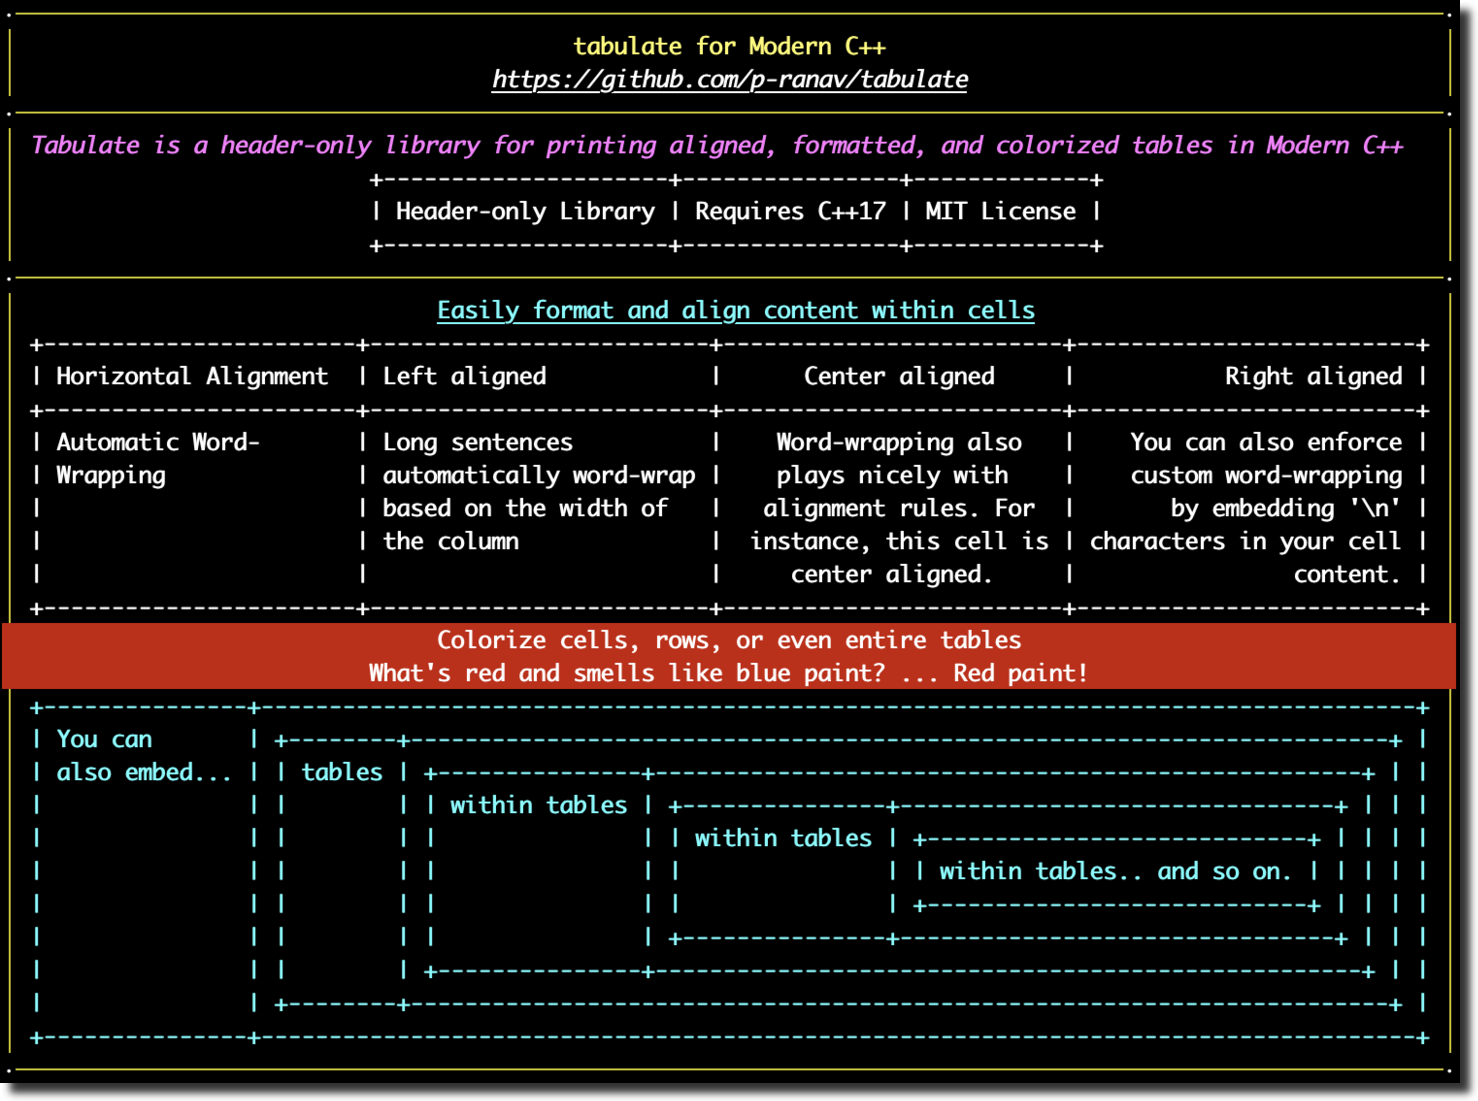 tabulate for Modern C++
https://github.com/p-ranav/tabulate
Tabulate is a header-only library for printing aligned, formatted, and colorized tables in Modern C++
Header-only Library | Requires C++17 | MIT License
Easily format and align content within cells
Horizontal Alignment | Left aligned | Center aligned | Right aligned
Automatic Word- | Long sentences | Word-wrapping also | You can also enforce
Wrapping | automatically word-wrap | plays nicely with | custom word-wrapping
based on the width of | alignment rules. For | by embedding '\n'
the column | instance, this cell is | characters in your cell
center aligned. | content.
Colorize cells, rows, or even entire tables
What's red and smells like blue paint? ... Red paint!
You can
also embed... | tables
within tables
within tables
within tables.. and so on.